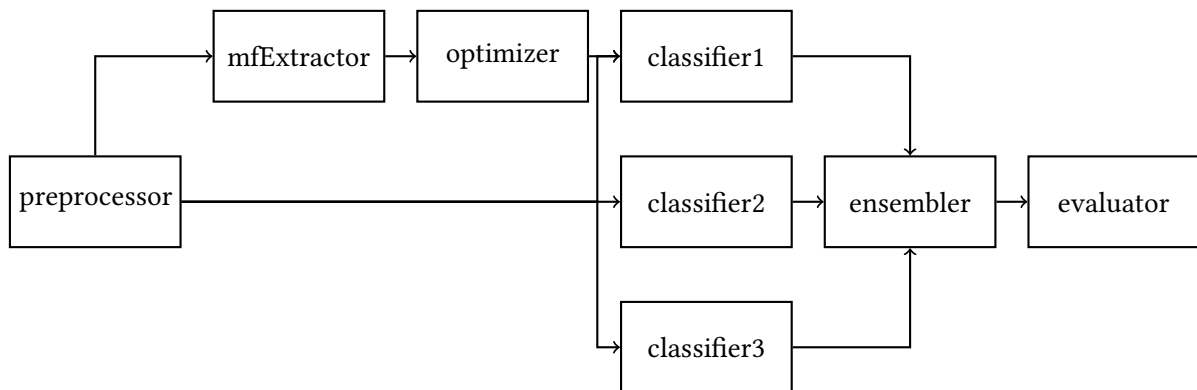 mfExtractor
optimizer
classifier1
preprocessor
classifier2
ensembler
evaluator
classifier3